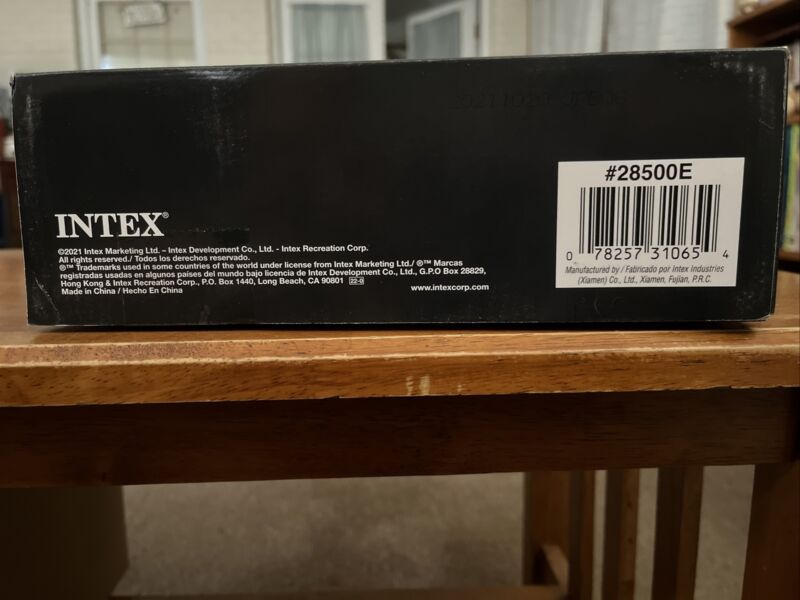 INTEX®
©2021 Intex Marketing Ltd. – Intex Development Co., Ltd. - Intex Recreation Corp.
All rights reserved./ Todos los derechos reservados.
®™ Trademarks used in some countries of the world under license from Intex Marketing Ltd./ ®™ Marcas
registradas usadas en algunos países del mundo bajo licencia de Intex Development Co., Ltd., G.P.O Box 28829,
Hong Kong & Intex Recreation Corp., P.O. Box 1440, Long Beach, CA 90801 22-0
Made in China / Hecho En China
www.intexcorp.com
#28500E
0 78257 31065 4
Manufactured by / Fabricado por Intex Industries
(Xiamen) Co., Ltd., Xiamen, Fujian, P.R.C.